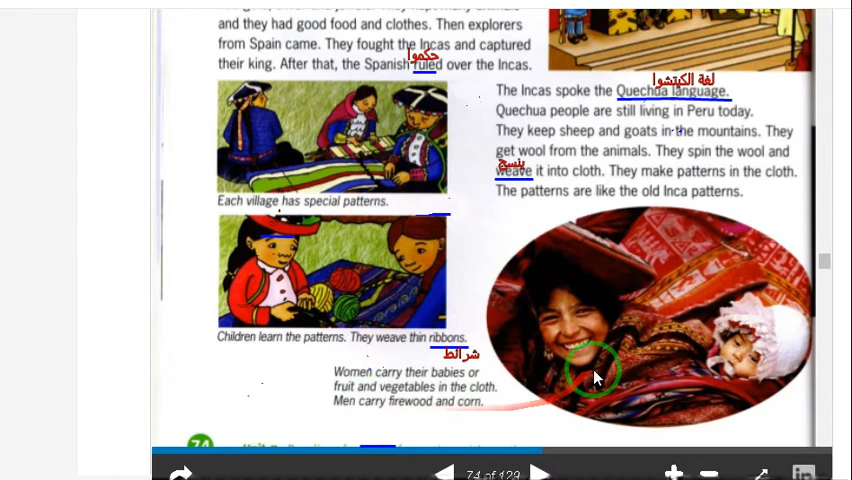 and they had good food and clothes. Then explorers
from Spain came. They fought the Incas and captured
حكموا
their king. After that, the Spanish ruled over the Incas.
لغة الكيتشوا
The Incas spoke the Quechua language.
Quechua people are still living in Peru today.
They keep sheep and goats in the mountains. They
get wool from the animals. They spin the wool and
ينسج
weave it into cloth. They make patterns in the cloth.
The patterns are like the old Inca patterns.
Each village has special patterns.
Children learn the patterns. They weave thin ribbons.
شرائط
Women carry their babies or
fruit and vegetables in the cloth.
Men carry firewood and corn.
74
74 of 129
in